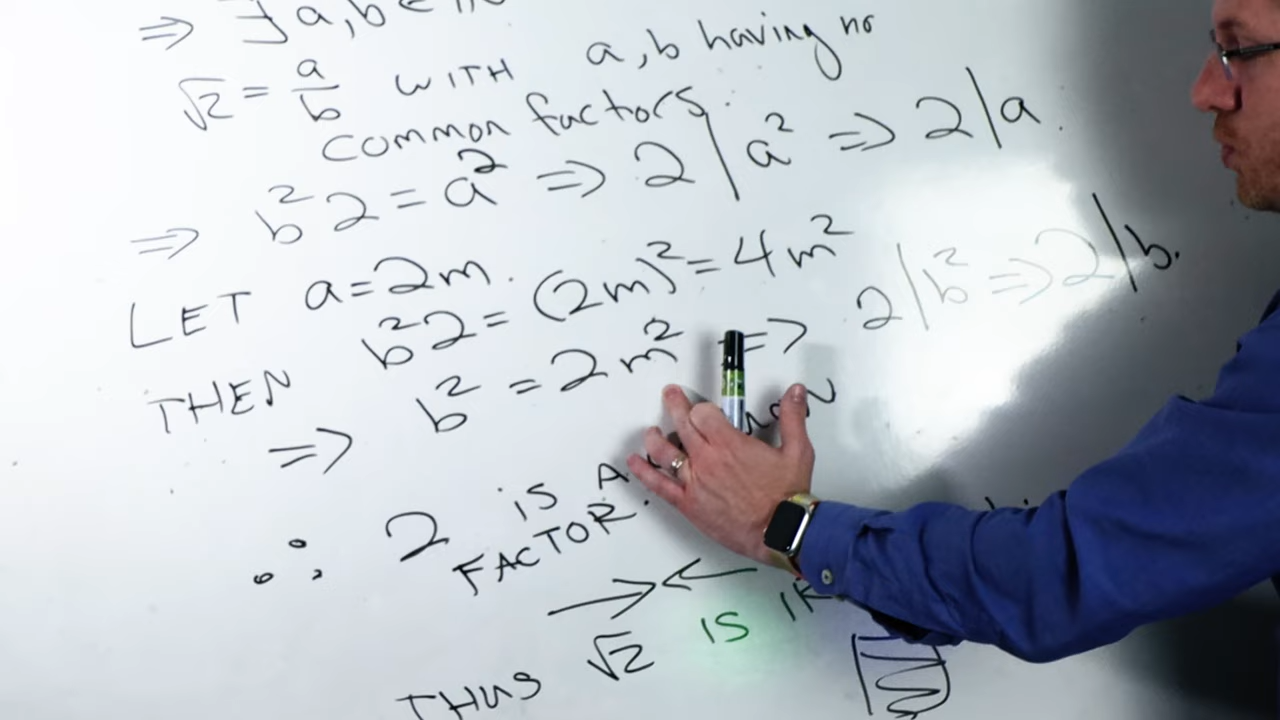 ⇒ ∃ a, b ∈
√2 = a/b WITH a, b having no
common factors.
⇒ b²2 = a² ⇒ 2 | a² ⇒ 2 | a.
LET a = 2m.
THEN b²2 = (2m)² = 4m²
⇒ b² = 2m² ⇒ 2 | b² ⇒ 2 | b.
∴ 2 IS A
FACTOR.
→←
THUS √2 IS